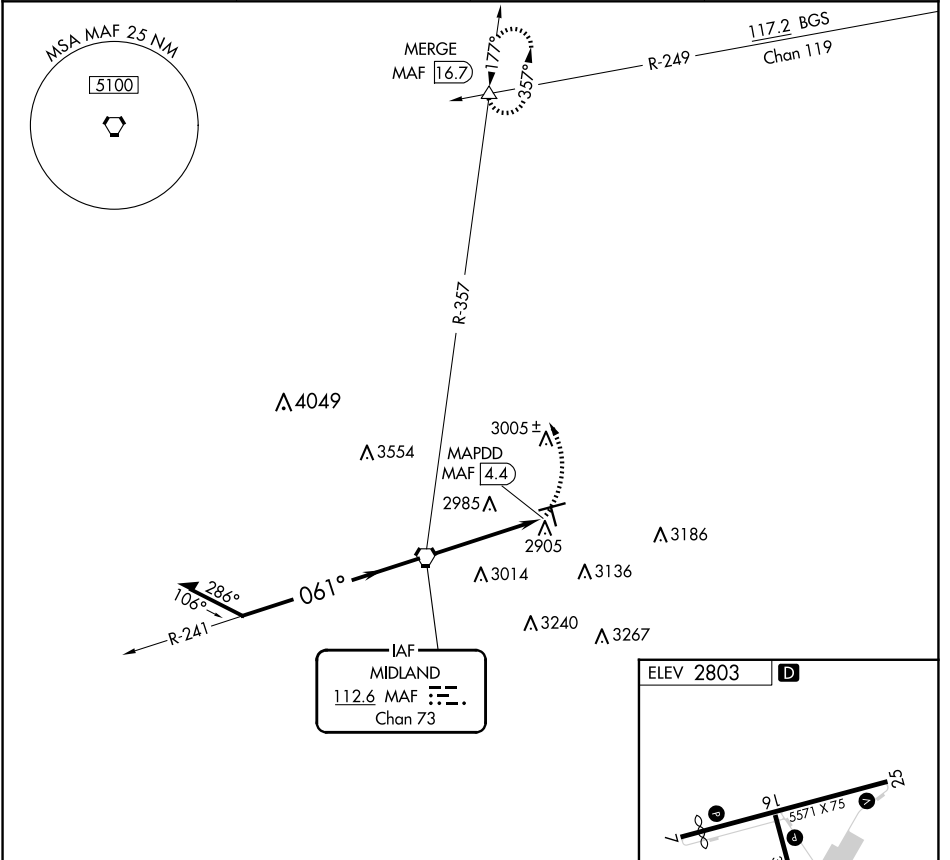 MSA MAF 25 NM
5100
MERGE
MAF 16.7
177°
357°
117.2 BGS
Chan 119
R-249
R-357
4049
3554
3005 ±
MAPDD
MAF 4.4
2985
2905
3186
3014
3136
3240
3267
061°
286°
106°
R-241
IAF
MIDLAND
112.6 MAF
Chan 73
ELEV 2803
D
25
16
5571 X 75
V
P
7
P